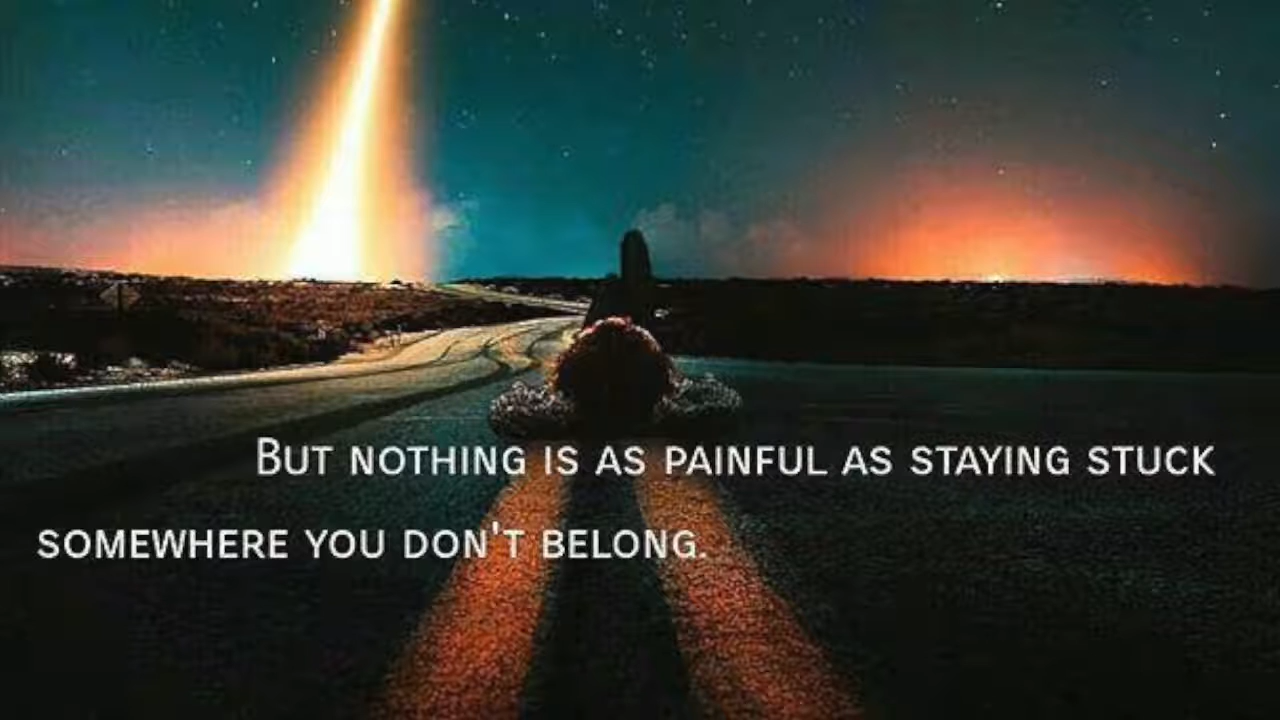 But nothing is as painful as staying stuck
somewhere you don't belong.